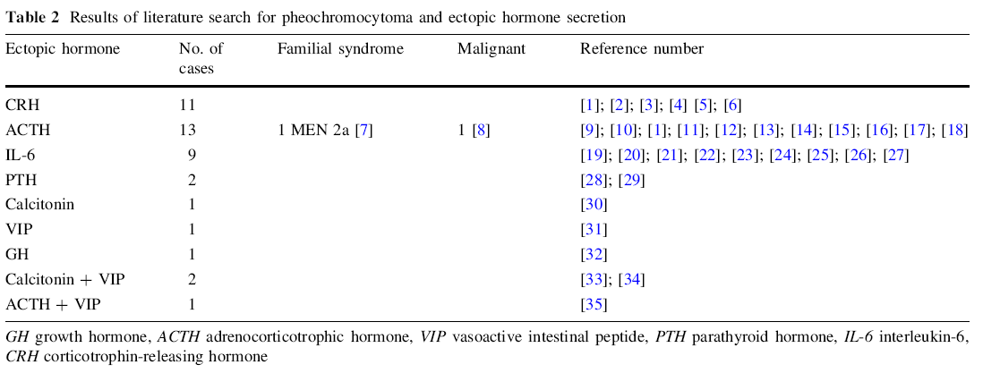 Table 2 Results of literature search for pheochromocytoma and ectopic hormone secretion
Ectopic hormone No. of cases Familial syndrome Malignant Reference number
CRH 11 [1]; [2]; [3]; [4] [5]; [6]
ACTH 13 1 MEN 2a [7] 1 [8] [9]; [10]; [1]; [11]; [12]; [13]; [14]; [15]; [16]; [17]; [18]
IL-6 9 [19]; [20]; [21]; [22]; [23]; [24]; [25]; [26]; [27]
PTH 2 [28]; [29]
Calcitonin 1 [30]
VIP 1 [31]
GH 1 [32]
Calcitonin + VIP 2 [33]; [34]
ACTH + VIP 1 [35]
GH growth hormone, ACTH adrenocorticotrophic hormone, VIP vasoactive intestinal peptide, PTH parathyroid hormone, IL-6 interleukin-6,
CRH corticotrophin-releasing hormone